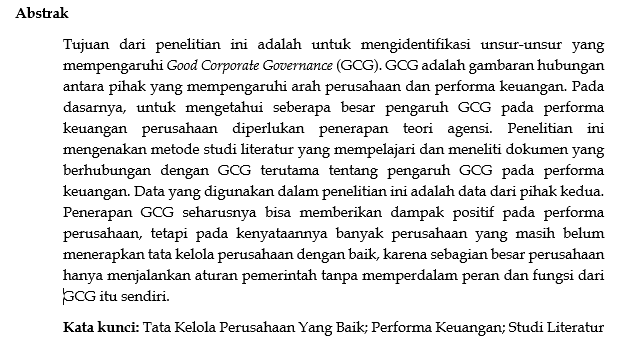 Abstrak
Tujuan dari penelitian ini adalah untuk mengidentifikasi unsur-unsur yang
mempengaruhi Good Corporate Governance (GCG). GCG adalah gambaran hubungan
antara pihak yang mempengaruhi arah perusahaan dan performa keuangan. Pada
dasarnya, untuk mengetahui seberapa besar pengaruh GCG pada performa
keuangan perusahaan diperlukan penerapan teori agensi. Penelitian ini
mengenakan metode studi literatur yang mempelajari dan meneliti dokumen yang
berhubungan dengan GCG terutama tentang pengaruh GCG pada performa
keuangan. Data yang digunakan dalam penelitian ini adalah data dari pihak kedua.
Penerapan GCG seharusnya bisa memberikan dampak positif pada performa
perusahaan, tetapi pada kenyataannya banyak perusahaan yang masih belum
menerapkan tata kelola perusahaan dengan baik, karena sebagian besar perusahaan
hanya menjalankan aturan pemerintah tanpa memperdalam peran dan fungsi dari
GCG itu sendiri.
Kata kunci: Tata Kelola Perusahaan Yang Baik; Performa Keuangan; Studi Literatur